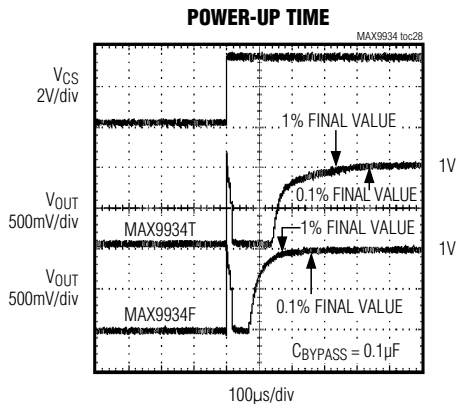 POWER-UP TIME
MAX9934 toc28
VCS
2V/div
1% FINAL VALUE
1V
0.1% FINAL VALUE
VOUT
500mV/div
MAX9934T
1% FINAL VALUE
1V
VOUT
500mV/div
0.1% FINAL VALUE
MAX9934F
CBYPASS = 0.1µF
100µs/div